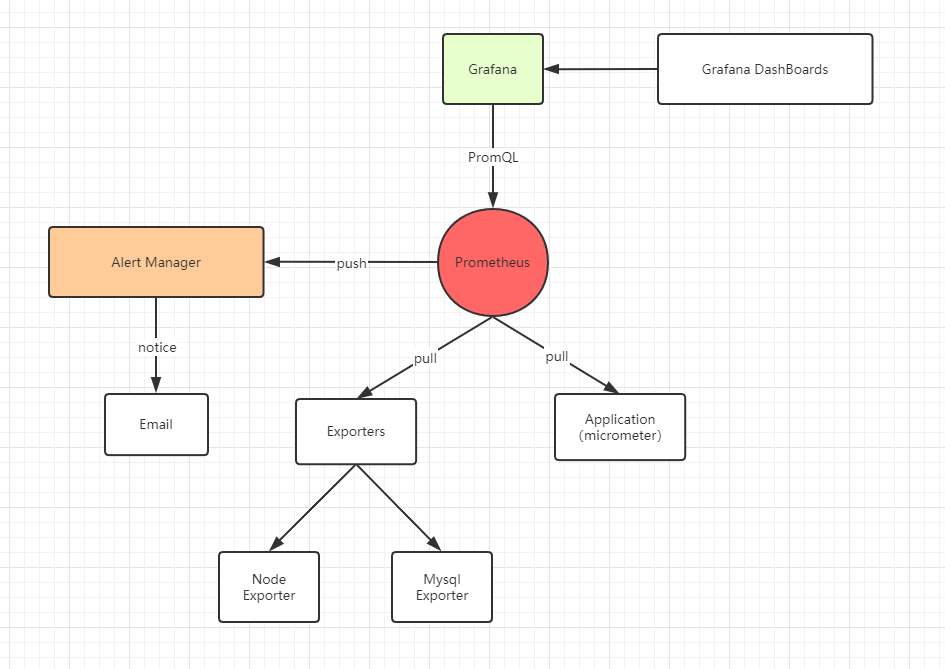 Grafana
Grafana DashBoards
PromQL
Alert Manager
push
Prometheus
notice
pull
pull
Email
Exporters
Application
(micrometer)
Node
Exporter
Mysql
Exporter